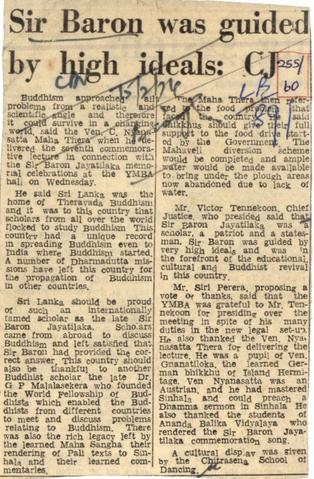 Sir Baron was guided
by high ideals: CJ
255/
60
15/2/74
Buddhism approached
problems from a realistic and
scientific angle and therefore
it could survive in a changing
world, said the Ven. C. Nyana-
satta Maha Thera when he
delivered the seventh commemora-
tive lecture in connection with
the Sir Baron Jayatilaka memo-
rial celebrations at the YMBA
hall on Wednesday.
He said Sri Lanka was the
home of Theravada Buddhism
and it was to this country that
scholars from all over the world
flocked to study Buddhism. This
country had a unique record
in spreading Buddhism even to
India where Buddhism started.
A number of Dharmadutta mis-
sions have left this country for
the propagation of Buddhism
in other countries.
Sri Lanka should be proud
of such an internationally
famed scholar as the late Sir
Baron Jayatilaka. Scholars
came from abroad to discuss
Buddhism and left satisfied that
Sir Baron had provided the cor-
rect answer. This country should
also be thankful to another
Buddhist scholar the late Dr.
G P Malalasekera who founded
the World Fellowship of Bud-
dhists which enabled the Bud-
dhists from different countries
to meet and discuss problems
relating to Buddhism. There
was also the rich legacy left by
the learned Maha Sangha their
rendering of Pali texts to Sin-
hala and their learned com-
mentaries.
The Maha Thera then refer-
red to the food
the country said
bhikkhus should give their full
support to the food drive start-
ed by the Government. The
Mahaveli diversion scheme
would be completed and ample
water would be made available
to bring under the plough areas
now abandoned due to lack of
water.
Mr. Victor Tennekoon, Chief
Justice, who presided said that
Sir Baron Jayatilaka was a
scholar, a patriot and a states-
man. Sir Baron was guided by
very high ideals and was in
the forefront of the educational,
cultural and Buddhist revival
in this country.
Mr. Siri Perera, proposing a
vote of thanks, said that the
YMBA was grateful to Mr. Ten-
nekoon for presiding over the
meeting in spite of his many
duties in the new legal set-up.
He also thanked the Ven. Nya-
nasatta Thera for delivering the
lecture. He was a pupil of Ven.
Gnanatiloka, the learned Ger-
man bhikkhu of Island Hermi-
tage. Ven. Nyanasatta was an
Austrian, and he had mastered
Sinhala and could preach a
Dhamma sermon in Sinhala. He
also thanked the students of
Ananda Balika Vidyalaya who
rendered the Sir Baron Jaya-
tilaka commemoration song.
A cultural display was given
by the Chitrasena School of
Dancing.